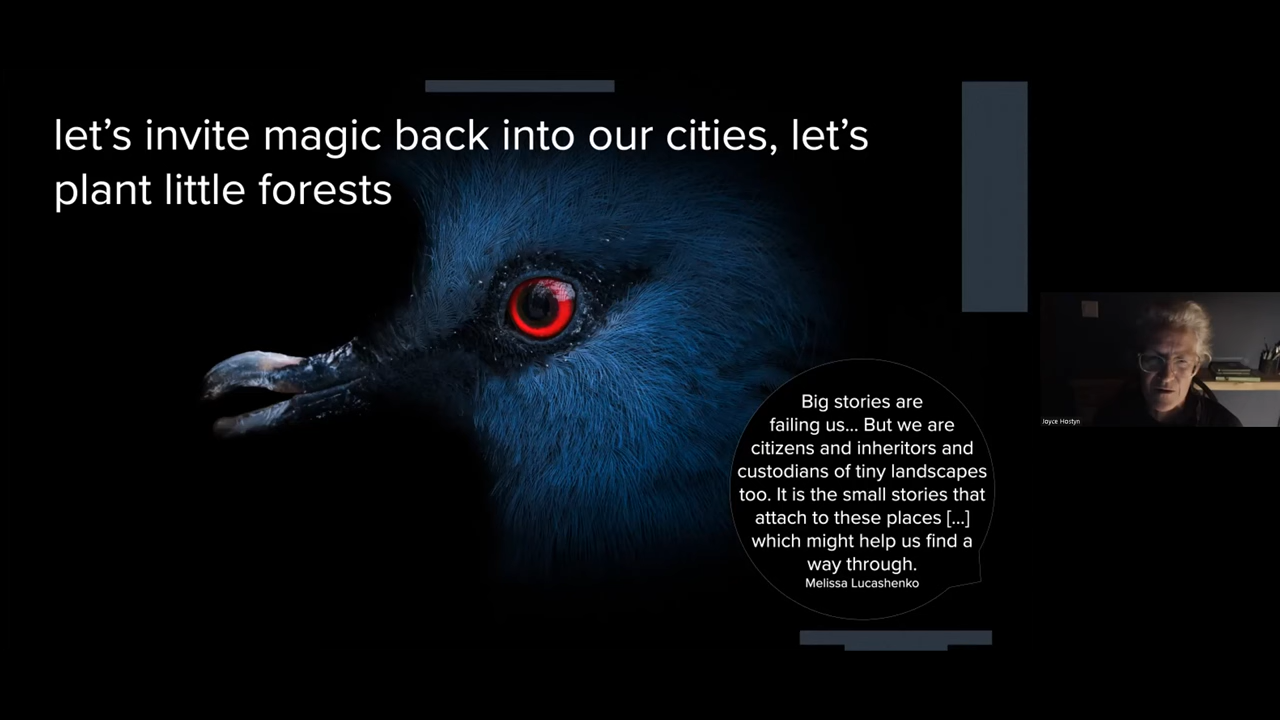 let's invite magic back into our cities, let's
plant little forests
Big stories are
failing us... But we are
citizens and inheritors and
custodians of tiny landscapes
too. It is the small stories that
attach to these places [...]
which might help us find a
way through.
Melissa Lucashenko
Joyce Hostyn